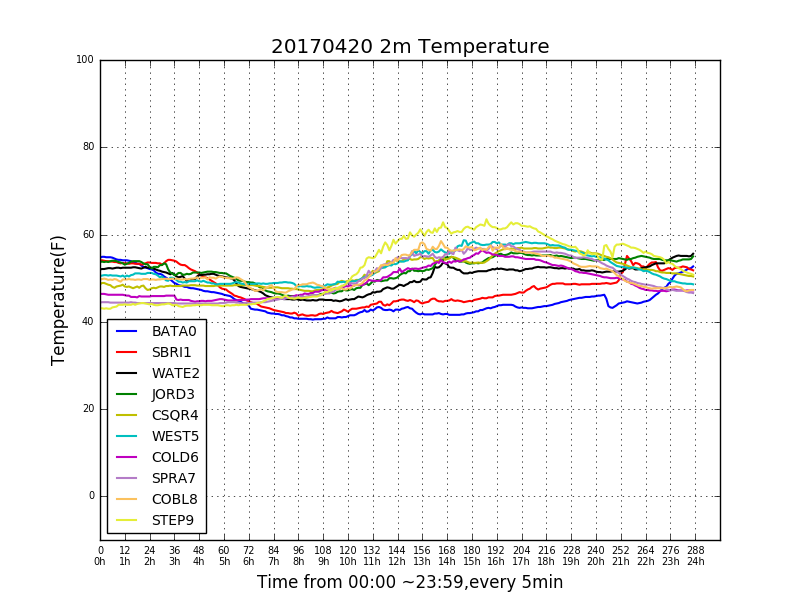 20170420 2m Temperature
Temperature(F)
100
80
60
40
20
0
BATA0
SBRI1
WATE2
JORD3
CSQR4
WEST5
COLD6
SPRA7
COBL8
STEP9
0 12 24 36 48 60 72 84 96 108 120 132 144 156 168 180 192 204 216 228 240 252 264 276 288
0h 1h 2h 3h 4h 5h 6h 7h 8h 9h 10h 11h 12h 13h 14h 15h 16h 17h 18h 19h 20h 21h 22h 23h 24h
Time from 00:00 ~23:59,every 5min